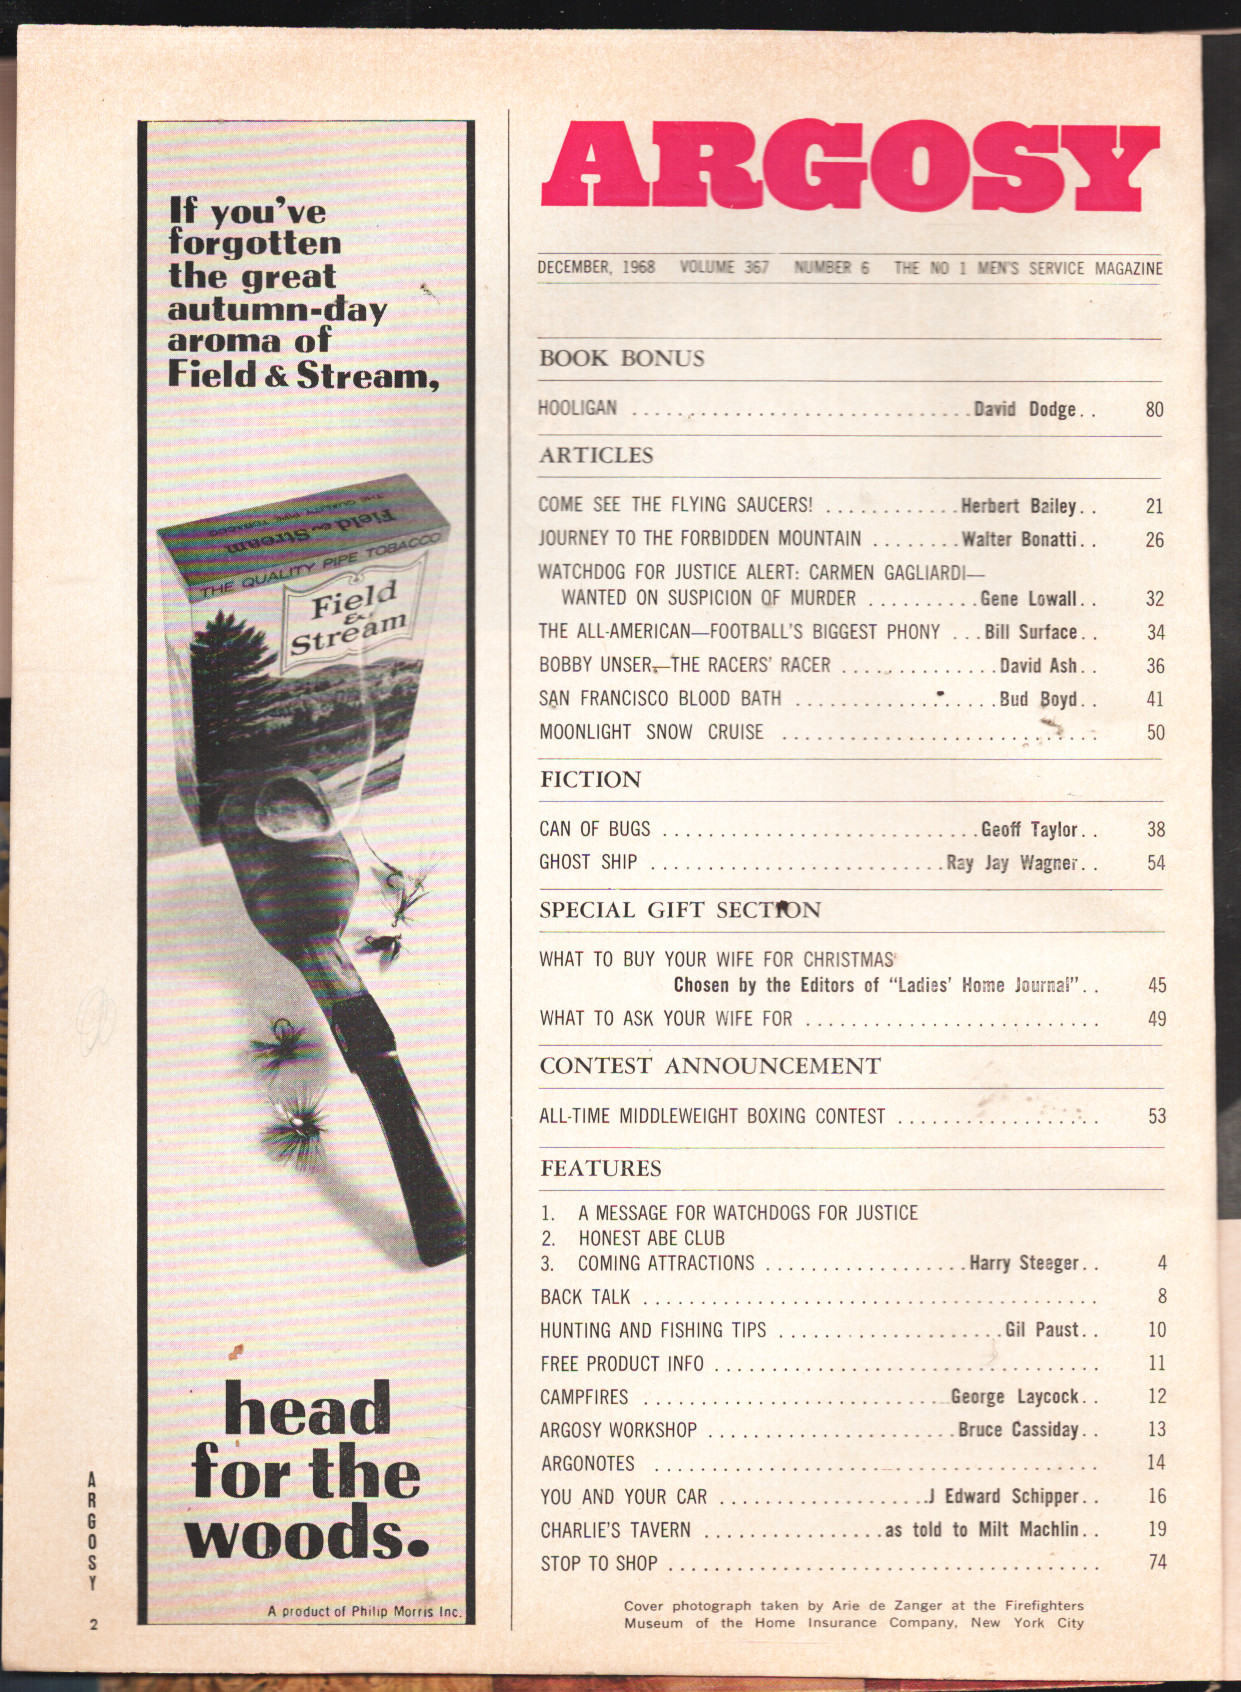 If you've
forgotten
the great
autumn-day
aroma of
Field & Stream,
THE QUALITY PIPE TOBACCO
Field & Stream
THE QUALITY PIPE TOBACCO
Field
&
Stream
head
for the
woods.
A product of Philip Morris Inc.
ARGOSY
2
ARGOSY
DECEMBER, 1968 VOLUME 367 NUMBER 6 THE NO 1 MEN'S SERVICE MAGAZINE
BOOK BONUS
HOOLIGAN .............................. David Dodge.. 80
ARTICLES
COME SEE THE FLYING SAUCERS! ............ Herbert Bailey.. 21
JOURNEY TO THE FORBIDDEN MOUNTAIN ........ Walter Bonatti.. 26
WATCHDOG FOR JUSTICE ALERT: CARMEN GAGLIARDI—
WANTED ON SUSPICION OF MURDER .......... Gene Lowall.. 32
THE ALL-AMERICAN—FOOTBALL'S BIGGEST PHONY ... Bill Surface.. 34
BOBBY UNSER—THE RACERS' RACER .............. David Ash.. 36
SAN FRANCISCO BLOOD BATH .................. Bud Boyd.. 41
MOONLIGHT SNOW CRUISE ............................ 50
FICTION
CAN OF BUGS ............................ Geoff Taylor.. 38
GHOST SHIP .......................... Ray Jay Wagner.. 54
SPECIAL GIFT SECTION
WHAT TO BUY YOUR WIFE FOR CHRISTMAS
Chosen by the Editors of "Ladies' Home Journal".. 45
WHAT TO ASK YOUR WIFE FOR .......................... 49
CONTEST ANNOUNCEMENT
ALL-TIME MIDDLEWEIGHT BOXING CONTEST .................. 53
FEATURES
1. A MESSAGE FOR WATCHDOGS FOR JUSTICE
2. HONEST ABE CLUB
3. COMING ATTRACTIONS .................. Harry Steeger.. 4
BACK TALK ........................................ 8
HUNTING AND FISHING TIPS .................... Gil Paust.. 10
FREE PRODUCT INFO .................................. 11
CAMPFIRES .......................... George Laycock.. 12
ARGOSY WORKSHOP ...................... Bruce Cassiday.. 13
ARGONOTES ....................................... 14
YOU AND YOUR CAR .................. J Edward Schipper.. 16
CHARLIE'S TAVERN ................ as told to Milt Machlin.. 19
STOP TO SHOP ...................................... 74
Cover photograph taken by Arie de Zanger at the Firefighters
Museum of the Home Insurance Company, New York City